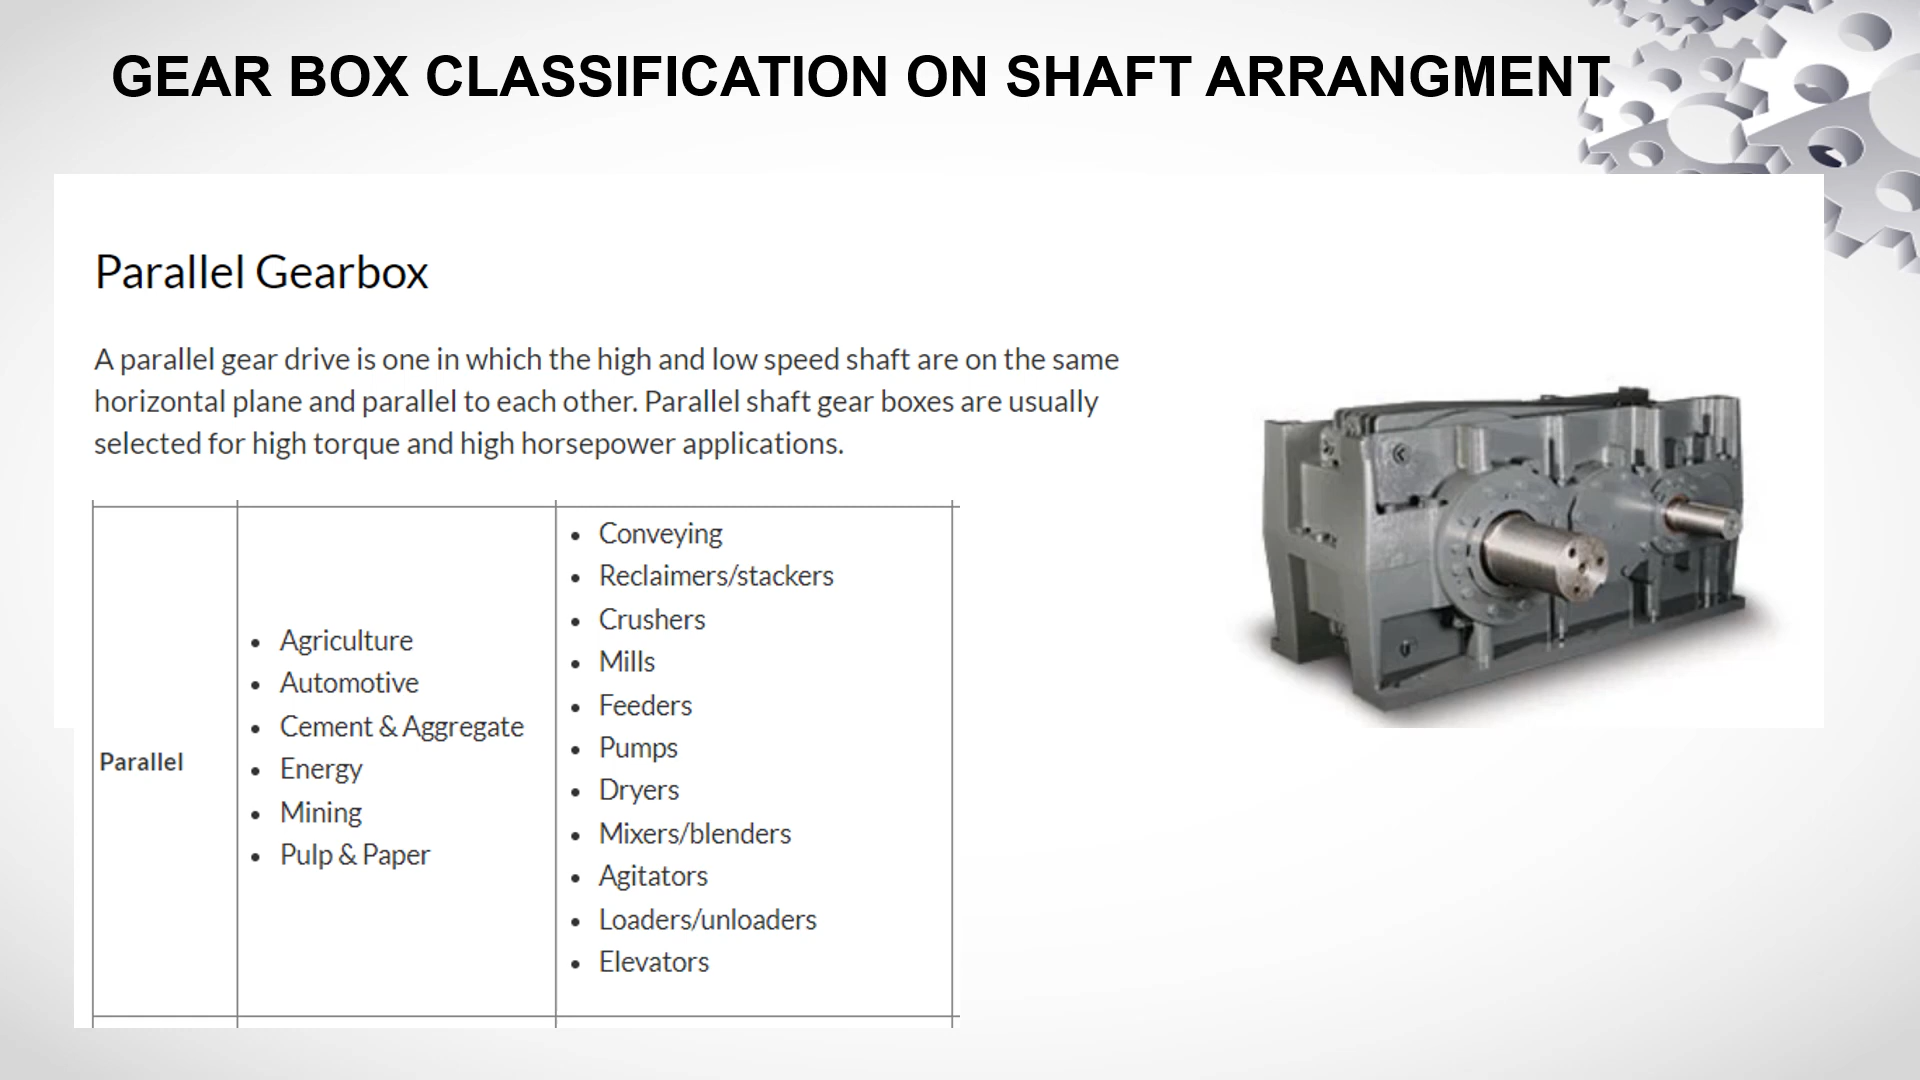 GEAR BOX CLASSIFICATION ON SHAFT ARRANGMENT
Parallel Gearbox
A parallel gear drive is one in which the high and low speed shaft are on the same
horizontal plane and parallel to each other. Parallel shaft gear boxes are usually
selected for high torque and high horsepower applications.
Parallel
• Agriculture
• Automotive
• Cement & Aggregate
• Energy
• Mining
• Pulp & Paper
• Conveying
• Reclaimers/stackers
• Crushers
• Mills
• Feeders
• Pumps
• Dryers
• Mixers/blenders
• Agitators
• Loaders/unloaders
• Elevators